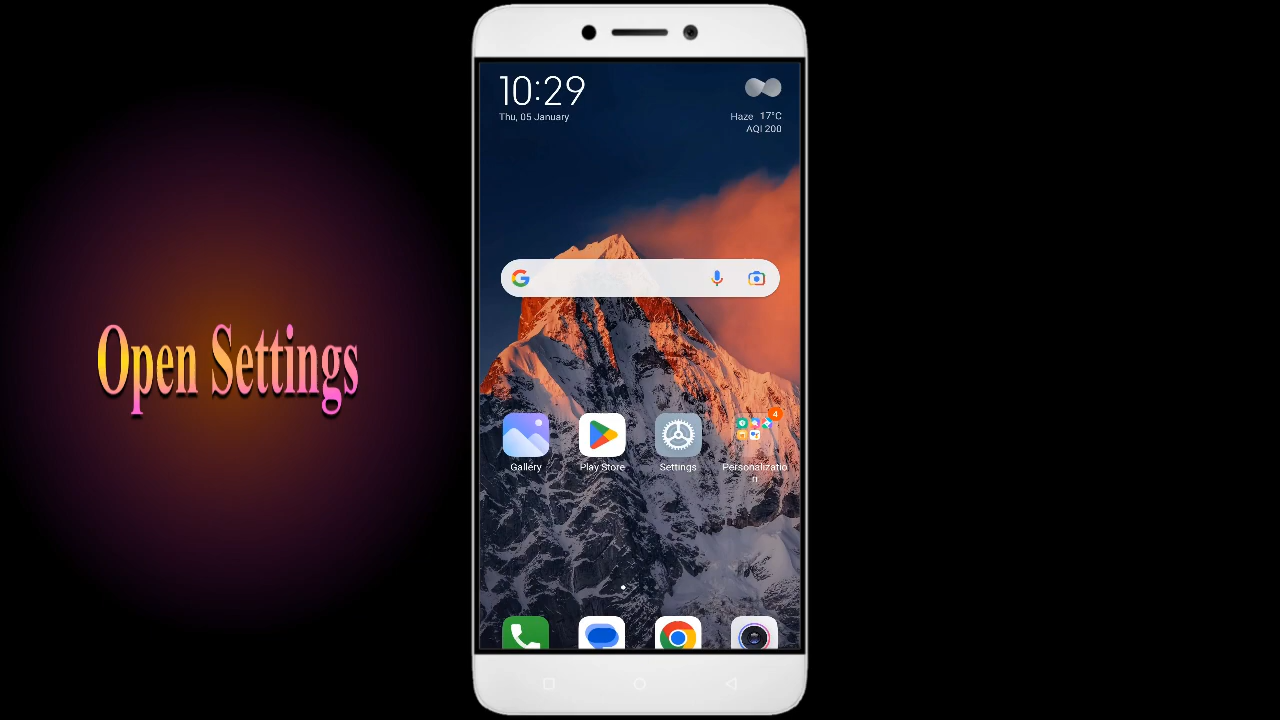 10:29
Thu, 05 January
Haze 17°C
AQI 200
Open Settings
4
Gallery
Play Store
Settings
Personalizatio
n